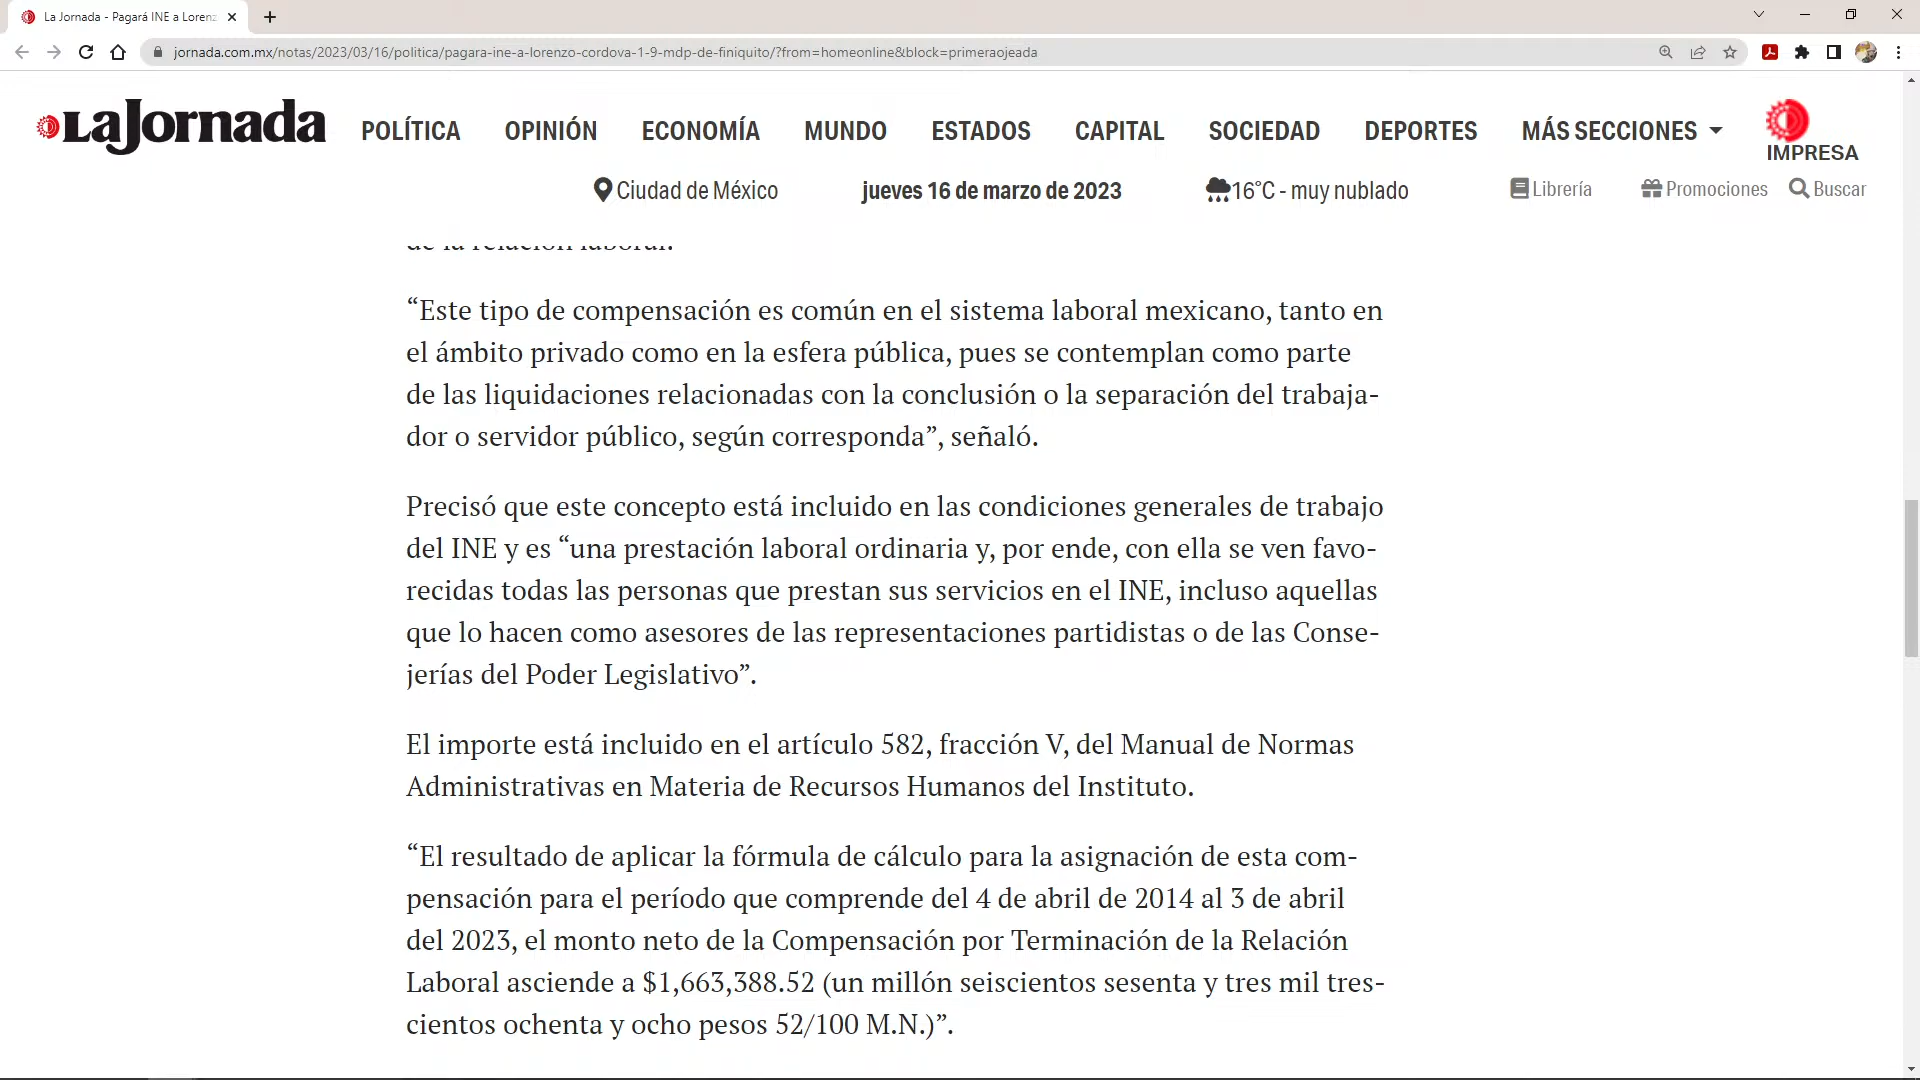 La Jornada - Pagará INE a Lorenz
jornada.com.mx/notas/2023/03/16/politica/pagara-ine-a-lorenzo-cordova-1-9-mdp-de-finiquito/?from=homeonline&block=primeraojeada
La Jornada
POLÍTICA
OPINIÓN
ECONOMÍA
MUNDO
ESTADOS
CAPITAL
SOCIEDAD
DEPORTES
MÁS SECCIONES
IMPRESA
Ciudad de México
jueves 16 de marzo de 2023
16°C - muy nublado
Librería
Promociones
Buscar
de la relación laboral.
“Este tipo de compensación es común en el sistema laboral mexicano, tanto en
el ámbito privado como en la esfera pública, pues se contemplan como parte
de las liquidaciones relacionadas con la conclusión o la separación del trabaja-
dor o servidor público, según corresponda”, señaló.
Precisó que este concepto está incluido en las condiciones generales de trabajo
del INE y es “una prestación laboral ordinaria y, por ende, con ella se ven favo-
recidas todas las personas que prestan sus servicios en el INE, incluso aquellas
que lo hacen como asesores de las representaciones partidistas o de las Conse-
jerías del Poder Legislativo”.
El importe está incluido en el artículo 582, fracción V, del Manual de Normas
Administrativas en Materia de Recursos Humanos del Instituto.
“El resultado de aplicar la fórmula de cálculo para la asignación de esta com-
pensación para el período que comprende del 4 de abril de 2014 al 3 de abril
del 2023, el monto neto de la Compensación por Terminación de la Relación
Laboral asciende a $1,663,388.52 (un millón seiscientos sesenta y tres mil tres-
cientos ochenta y ocho pesos 52/100 M.N.)”.